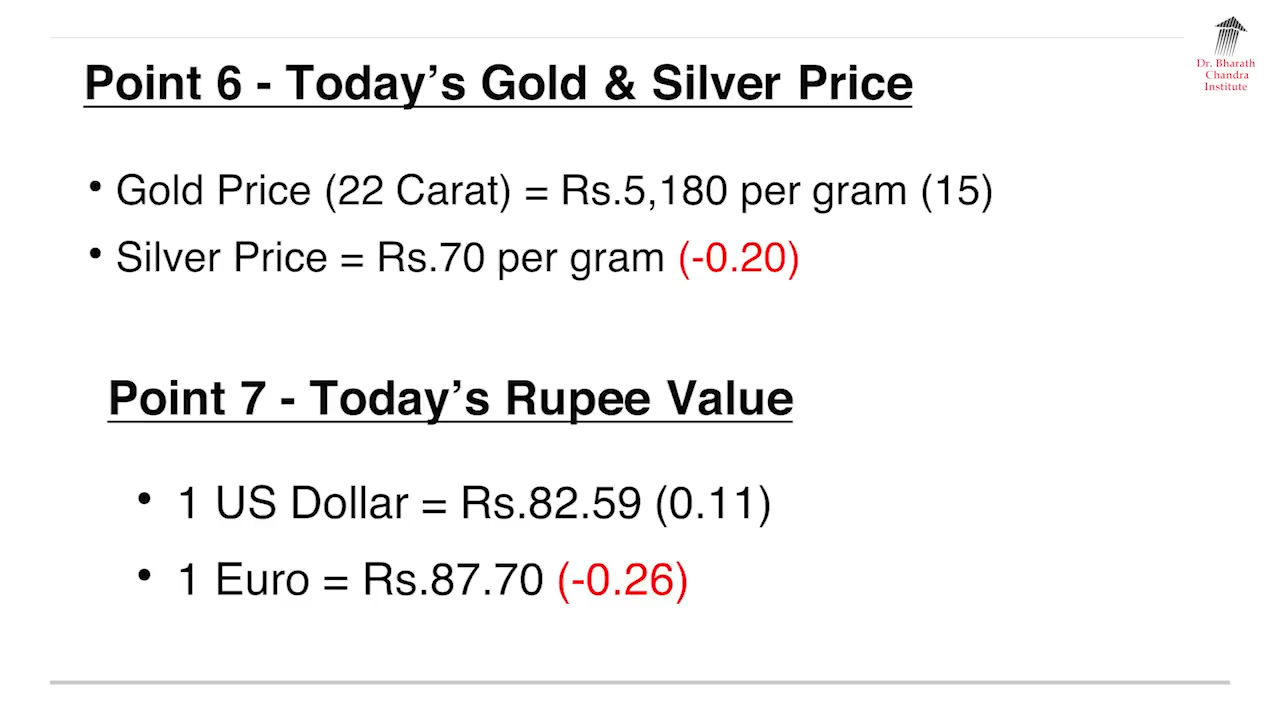 Dr. Bharath
Chandra
Institute
Point 6 - Today’s Gold & Silver Price
• Gold Price (22 Carat) = Rs.5,180 per gram (15)
• Silver Price = Rs.70 per gram (-0.20)
Point 7 - Today’s Rupee Value
• 1 US Dollar = Rs.82.59 (0.11)
• 1 Euro = Rs.87.70 (-0.26)